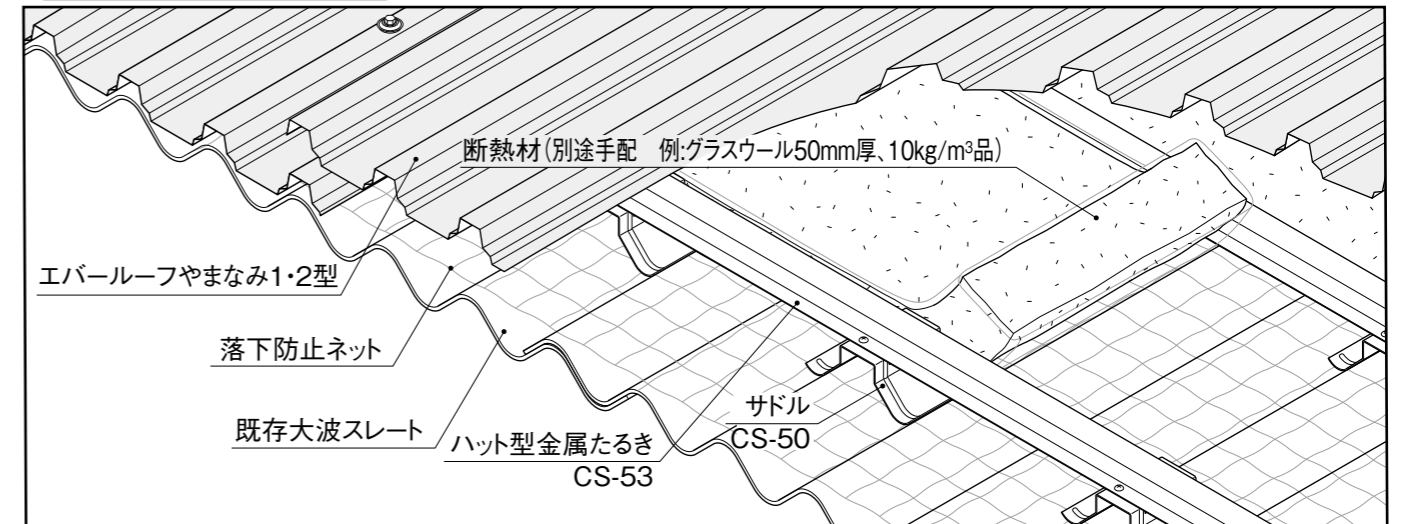 断熱材(別途手配　例:グラスウール50mm厚、10kg/m³品)
エバールーフやまなみ1・2型
落下防止ネット
既存大波スレート
ハット型金属たるき
CS-53
サドル
CS-50